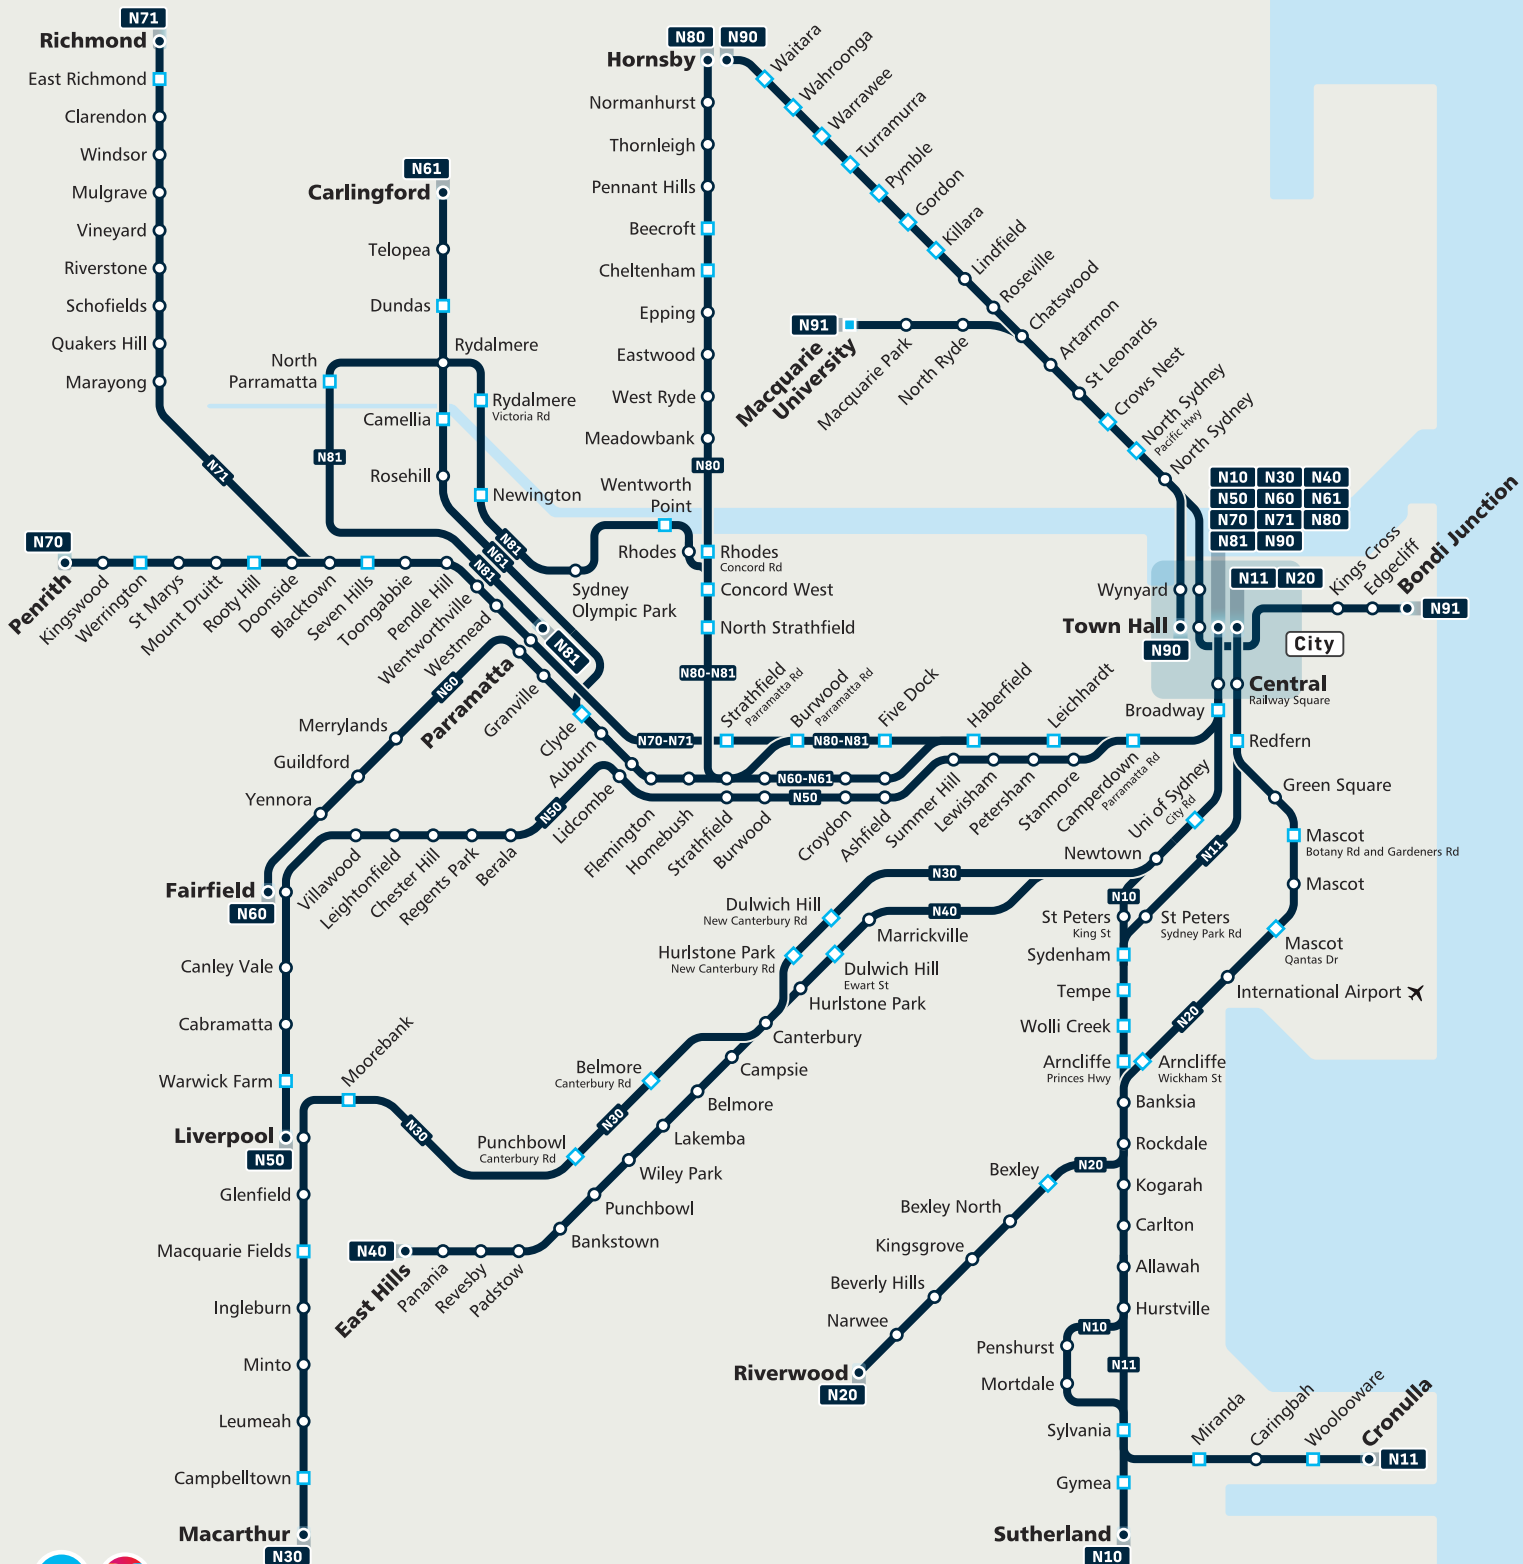 N71
Richmond
East Richmond
Clarendon
Windsor
Mulgrave
Vineyard
Riverstone
Schofields
Quakers Hill
Marayong
N71
N61
Carlingford
Telopea
Dundas
Rydalmere
North
Parramatta
Rydalmere
Victoria Rd
Camellia
N81
Rosehill
Newington
N81
N61
N81
N80
N90
Hornsby
Normanhurst
Thornleigh
Pennant Hills
Beecroft
Cheltenham
Epping
Eastwood
West Ryde
Meadowbank
N80
Wentworth
Point
Rhodes
Rhodes
Concord Rd
Sydney
Olympic Park
Concord West
North Strathfield
N80-N81
Waitara
Wahroonga
Warrawee
Turramurra
Pymble
Gordon
Killara
Lindfield
Roseville
Chatswood
Artarmon
St Leonards
Crows Nest
North Sydney
Pacific Hwy
North Sydney
N91
Macquarie
University
Macquarie Park
North Ryde
N10 N30 N40
N50 N60 N61
N70 N71 N80
N81 N90
N11 N20
Wynyard
Town Hall
N90
City
Kings Cross
Edgecliff
Bondi Junction
N91
Central
Railway Square
Broadway
Redfern
N70
Penrith
Kingswood
Werrington
St Marys
Mount Druitt
Rooty Hill
Doonside
Blacktown
Seven Hills
Toongabbie
Pendle Hill
Wentworthville
Westmead
N81
Parramatta
N60
Granville
Clyde
Auburn
Lidcombe
Merrylands
Guildford
Yennora
Fairfield
N60
N70-N71
Strathfield
Parramatta Rd
Burwood
Parramatta Rd
N80-N81
Five Dock
Haberfield
Leichhardt
N60-N61
N50
Flemington
Homebush
Strathfield
Burwood
Croydon
Ashfield
Summer Hill
Lewisham
Petersham
Stanmore
Camperdown
Parramatta Rd
Uni of Sydney
City Rd
N50
Villawood
Leightonfield
Chester Hill
Regents Park
Berala
Canley Vale
Cabramatta
Warwick Farm
Liverpool
N50
Moorebank
N30
Glenfield
Macquarie Fields
Ingleburn
Minto
Leumeah
Campbelltown
Macarthur
N30
Newtown
N30
N40
Dulwich Hill
New Canterbury Rd
Marrickville
Hurlstone Park
New Canterbury Rd
Dulwich Hill
Ewart St
Hurlstone Park
Canterbury
Campsie
Belmore
Canterbury Rd
Belmore
N30
Lakemba
Punchbowl
Canterbury Rd
Wiley Park
Punchbowl
Bankstown
N40
East Hills
Panania
Revesby
Padstow
N11
Green Square
Mascot
Botany Rd and Gardeners Rd
Mascot
Mascot
Qantas Dr
International Airport
N20
N10
St Peters
King St
St Peters
Sydney Park Rd
Sydenham
Tempe
Wolli Creek
Arncliffe
Princes Hwy
Arncliffe
Wickham St
Banksia
Rockdale
N20
Bexley
Kogarah
Bexley North
Carlton
Kingsgrove
Allawah
Beverly Hills
Hurstville
Narwee
N10
Penshurst
N11
Riverwood
N20
Mortdale
Sylvania
Miranda
Caringbah
Woolooware
Cronulla
N11
Gymea
Sutherland
N10